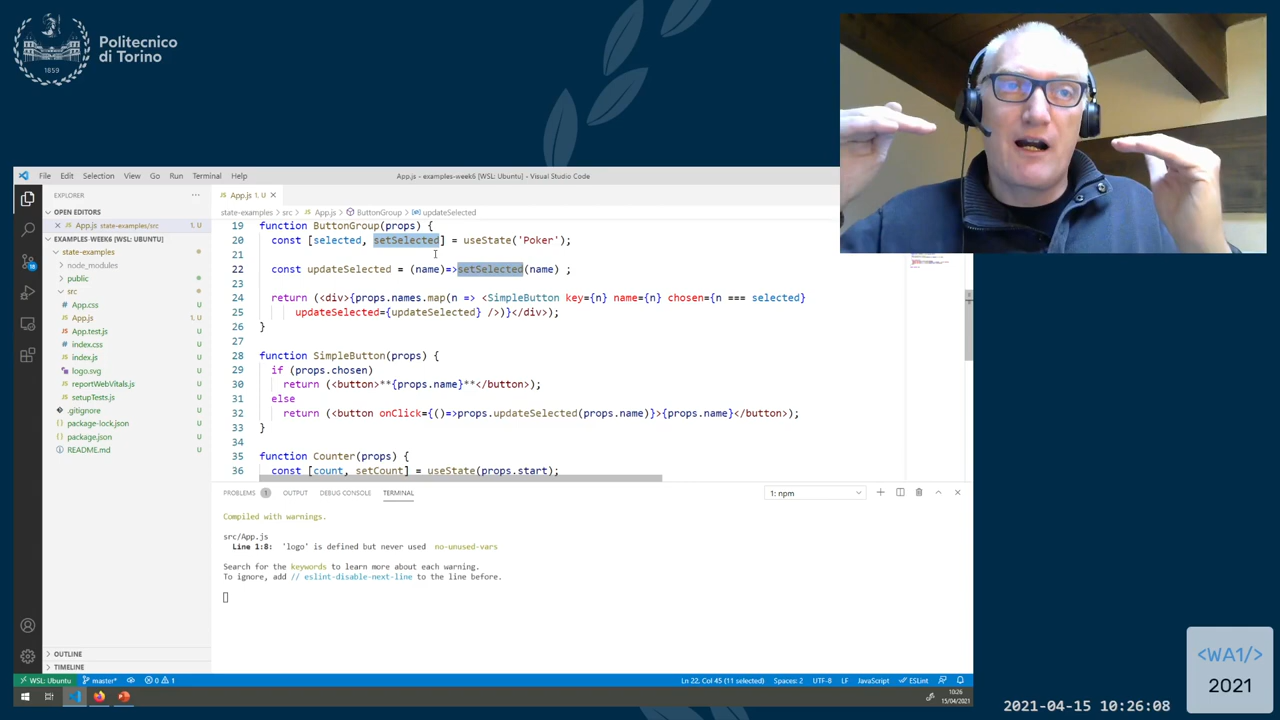 Politecnico
di Torino
1859
File Edit Selection View Go Run Terminal Help
App.js - examples-week6 [WSL: Ubuntu] - Visual Studio Code
EXPLORER
OPEN EDITORS
App.js state-examples/src 1, U
EXAMPLES-WEEK6 [WSL: UBUNTU]
state-examples
node_modules
public
src
App.css U
App.js 1, U
App.test.js U
index.css U
index.js U
logo.svg U
reportWebVitals.js U
setupTests.js U
.gitignore U
package-lock.json U
package.json U
README.md U
OUTLINE
TIMELINE
App.js 1, U
state-examples > src > App.js > ButtonGroup > updateSelected
19 function ButtonGroup(props) {
20 const [selected, setSelected] = useState('Poker');
21
22 const updateSelected = (name)=>setSelected(name) ;
23
24 return (<div>{props.names.map(n => <SimpleButton key={n} name={n} chosen={n === selected}
25 updateSelected={updateSelected} />)}</div>);
26 }
27
28 function SimpleButton(props) {
29 if (props.chosen)
30 return (<button>**{props.name}**</button>);
31 else
32 return (<button onClick={()=>props.updateSelected(props.name)}>{props.name}</button>);
33 }
34
35 function Counter(props) {
36 const [count, setCount] = useState(props.start);
PROBLEMS 1 OUTPUT DEBUG CONSOLE TERMINAL 1: npm
Compiled with warnings.
src/App.js
Line 1:8: 'logo' is defined but never used no-unused-vars
Search for the keywords to learn more about each warning.
To ignore, add // eslint-disable-next-line to the line before.
WSL: Ubuntu master* 0 1 Ln 22, Col 45 (11 selected) Spaces: 2 UTF-8 LF JavaScript ESLint
10:26
15/04/2021
<WA1/>
2021
2021-04-15 10:26:08